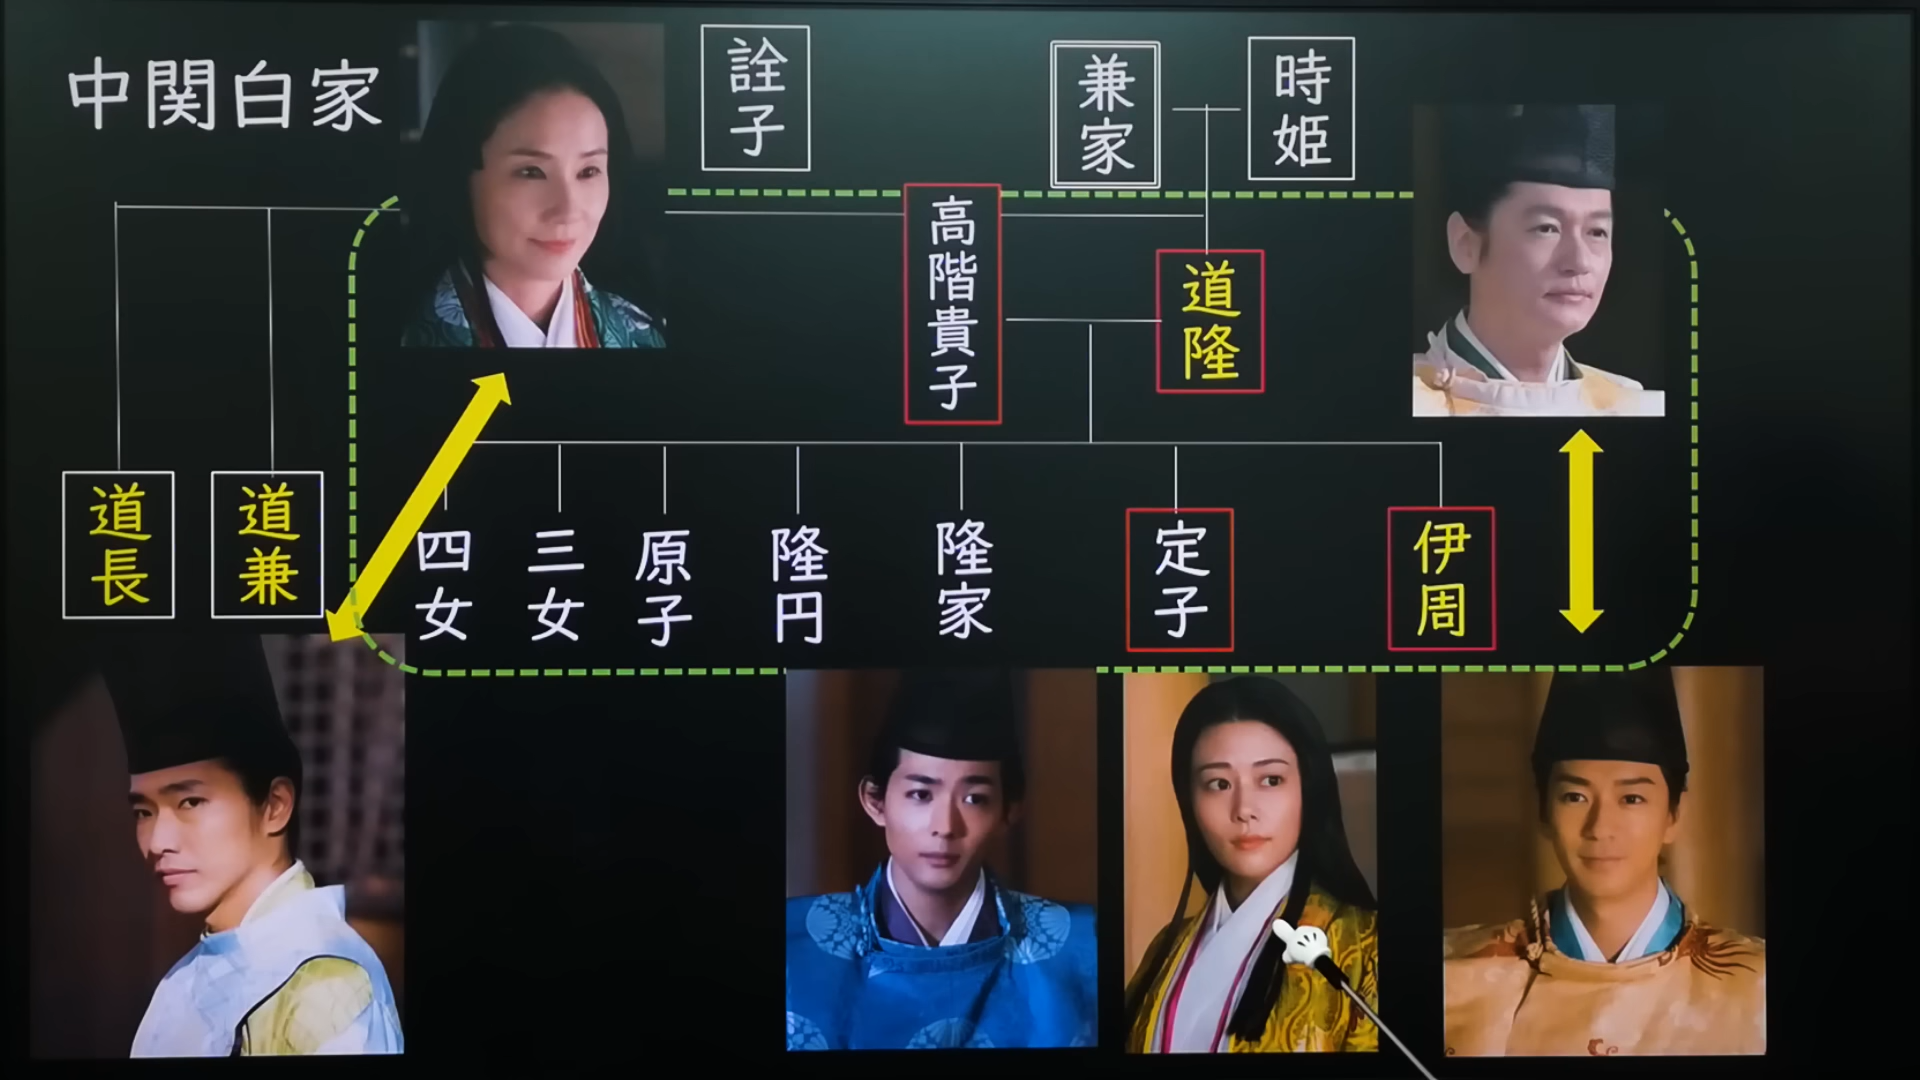 中関白家
詮子
兼家
時姫
高階貴子
道隆
道長
道兼
四女
三女
原子
隆円
隆家
定子
伊周